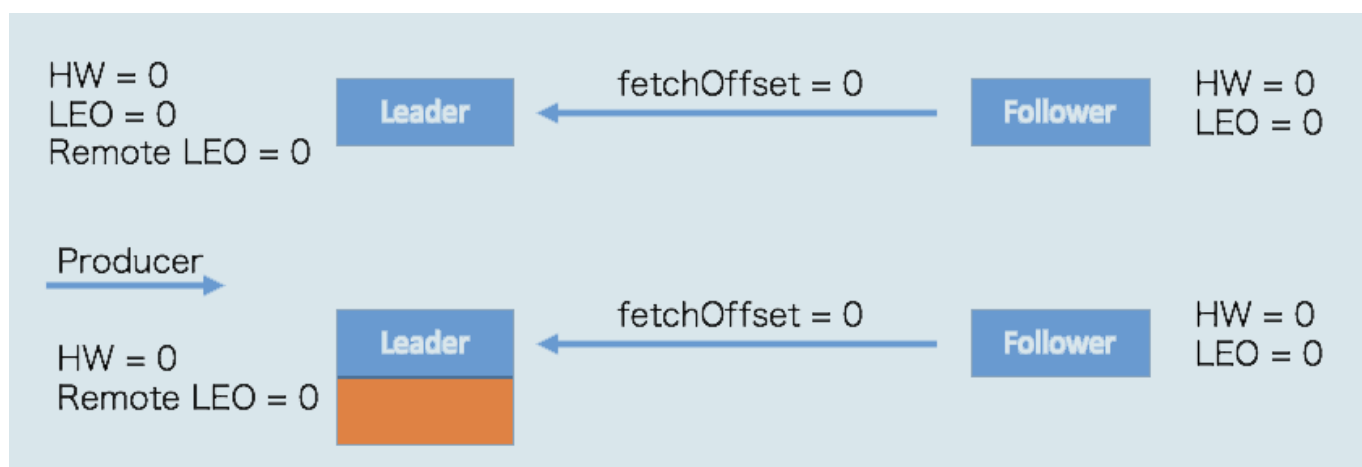 HW = 0
LEO = 0
Remote LEO = 0
Leader
fetchOffset = 0
Follower
HW = 0
LEO = 0
Producer
HW = 0
Remote LEO = 0
Leader
fetchOffset = 0
Follower
HW = 0
LEO = 0